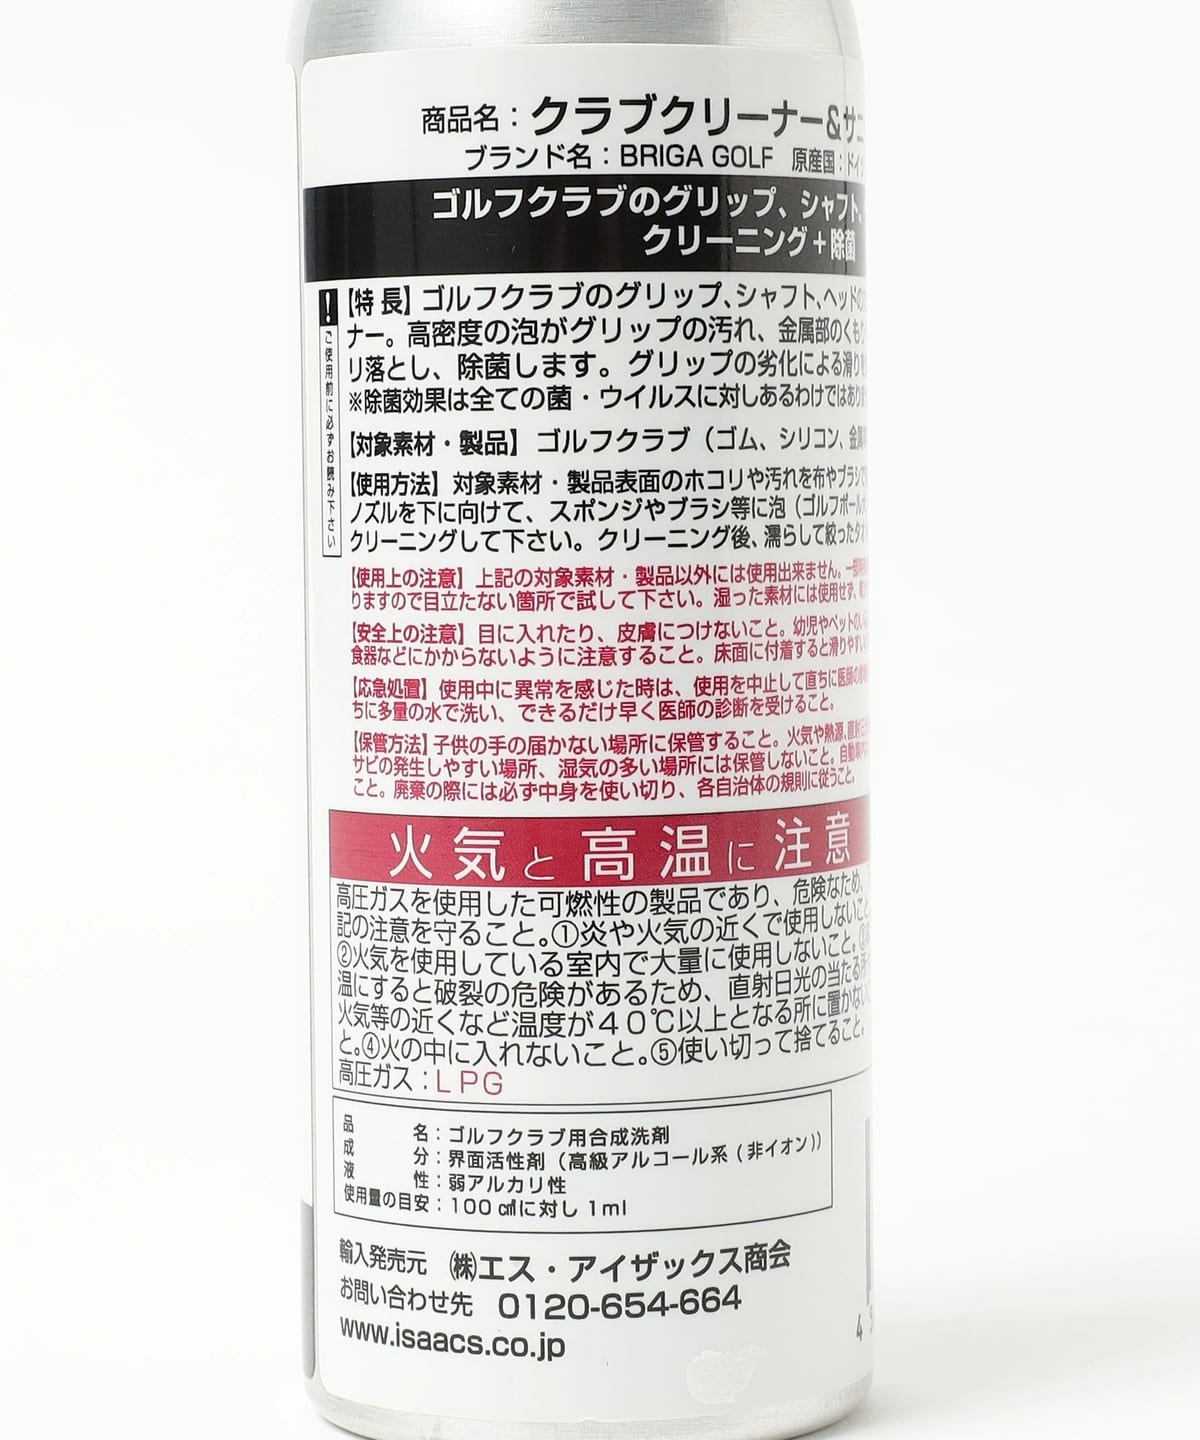 商品名：クラブクリーナー＆サニ
ブランド名：BRIGA GOLF 原産国：ドイツ
ゴルフクラブのグリップ、シャフト、
クリーニング＋除菌
！ご使用前に必ずお読み下さい
【特 長】ゴルフクラブのグリップ、シャフト、ヘッドの
ナー。高密度の泡がグリップの汚れ、金属部のくもり
リ落とし、除菌します。グリップの劣化による滑りを
※除菌効果は全ての菌・ウイルスに対しあるわけではありま
【対象素材・製品】ゴルフクラブ（ゴム、シリコン、金属
【使用方法】対象素材・製品表面のホコリや汚れを布やブラシで
ノズルを下に向けて、スポンジやブラシ等に泡（ゴルフボール大
クリーニングして下さい。クリーニング後、濡らして絞ったタオ
【使用上の注意】上記の対象素材・製品以外には使用出来ません。一部
りますので目立たない箇所で試して下さい。湿った素材には使用せず、
【安全上の注意】目に入れたり、皮膚につけないこと。幼児やペットのい
食器などにかからないように注意すること。床面に付着すると滑りやすい
【応急処置】使用中に異常を感じた時は、使用を中止して直ちに医師の
ちに多量の水で洗い、できるだけ早く医師の診断を受けること。
【保管方法】子供の手の届かない場所に保管すること。火気や熱源、直射日
サビの発生しやすい場所、湿気の多い場所には保管しないこと。自動車内
こと。廃棄の際には必ず中身を使い切り、各自治体の規則に従うこと。
火気と高温に注意
高圧ガスを使用した可燃性の製品であり、危険なため、
記の注意を守ること。①炎や火気の近くで使用しないこと。
②火気を使用している室内で大量に使用しないこと。③
温にすると破裂の危険があるため、直射日光の当たる所
火気等の近くなど温度が４０℃以上となる所に置かないこ
と。④火の中に入れないこと。⑤使い切って捨てること。
高圧ガス：ＬＰＧ
品 名：ゴルフクラブ用合成洗剤
成 分：界面活性剤（高級アルコール系（非イオン））
液 性：弱アルカリ性
使用量の目安：100㎠に対し1ml
輸入発売元 ㈱エス・アイザックス商会
お問い合わせ先 0120-654-664
www.isaacs.co.jp
4